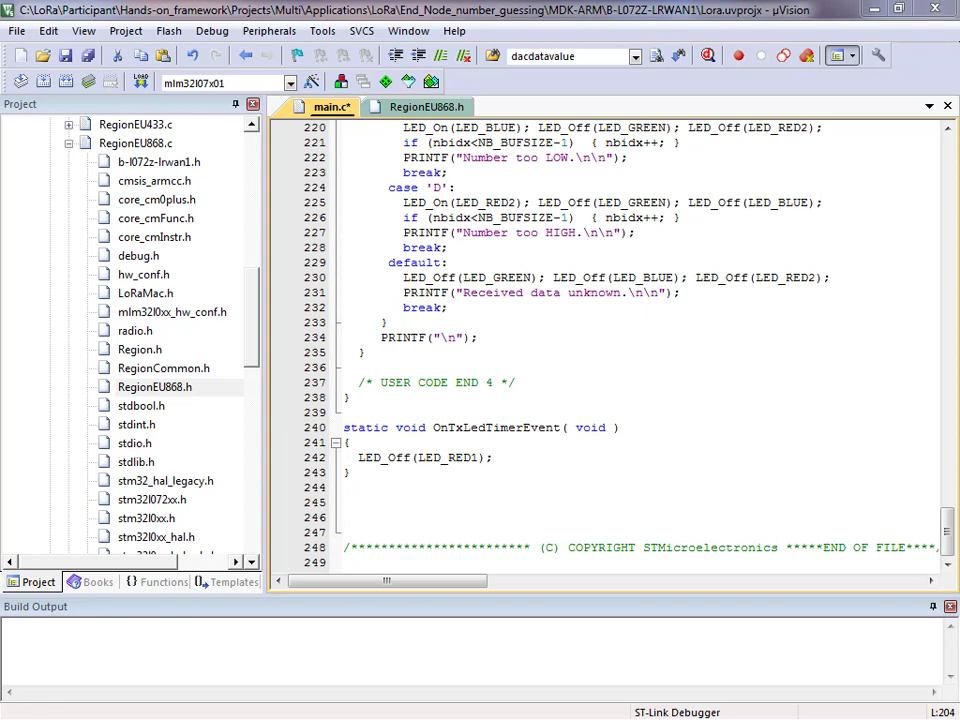 C:\LoRa\Participant\Hands-on_framework\Projects\Multi\Applications\LoRa\End_Node_number_guessing\MDK-ARM\B-L072Z-LRWAN1\Lora.uvprojx - µVision
File Edit View Project Flash Debug Peripherals Tools SVCS Window Help
dacdatavalue
LOAD mlm32l07x01
Project
main.c* RegionEU868.h
RegionEU433.c
RegionEU868.c
b-l072z-lrwan1.h
cmsis_armcc.h
core_cm0plus.h
core_cmFunc.h
core_cmInstr.h
debug.h
hw_conf.h
LoRaMac.h
mlm32l0xx_hw_conf.h
radio.h
Region.h
RegionCommon.h
RegionEU868.h
stdbool.h
stdint.h
stdio.h
stdlib.h
stm32_hal_legacy.h
stm32l072xx.h
stm32l0xx.h
stm32l0xx_hal.h
220 LED_On(LED_BLUE); LED_Off(LED_GREEN); LED_Off(LED_RED2);
221 if (nbidx<NB_BUFSIZE-1) { nbidx++; }
222 PRINTF("Number too LOW.\n\n");
223 break;
224 case 'D':
225 LED_On(LED_RED2); LED_Off(LED_GREEN); LED_Off(LED_BLUE);
226 if (nbidx<NB_BUFSIZE-1) { nbidx++; }
227 PRINTF("Number too HIGH.\n\n");
228 break;
229 default:
230 LED_Off(LED_GREEN); LED_Off(LED_BLUE); LED_Off(LED_RED2);
231 PRINTF("Received data unknown.\n\n");
232 break;
233 }
234 PRINTF("\n");
235 }
236
237 /* USER CODE END 4 */
238 }
239
240 static void OnTxLedTimerEvent( void )
241 {
242 LED_Off(LED_RED1);
243 }
244
245
246
247
248 /************************ (C) COPYRIGHT STMicroelectronics *****END OF FILE****/
249
Project Books {} Functions Templates
Build Output
ST-Link Debugger L:204